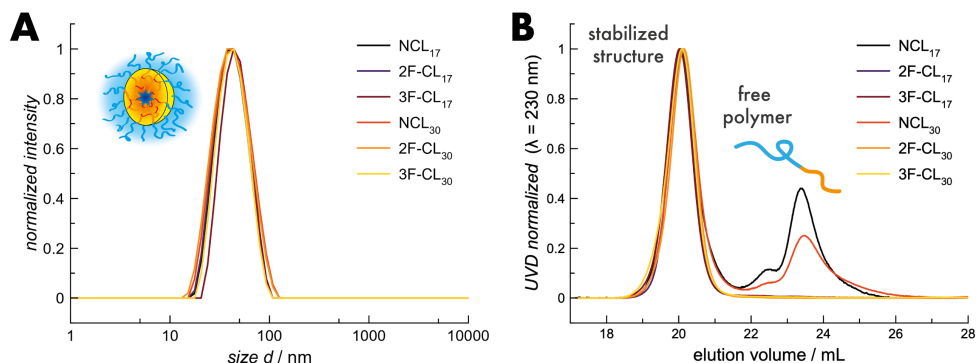 A
normalized intensity
1
0.8
0.6
0.4
0.2
0
NCL17
2F-CL17
3F-CL17
NCL30
2F-CL30
3F-CL30
1
10
100
1000
10000
size d / nm
B
UVD normalized (λ = 230 nm)
1
0.8
0.6
0.4
0.2
0
stabilized
structure
free
polymer
NCL17
2F-CL17
3F-CL17
NCL30
2F-CL30
3F-CL30
18
20
22
24
26
28
elution volume / mL